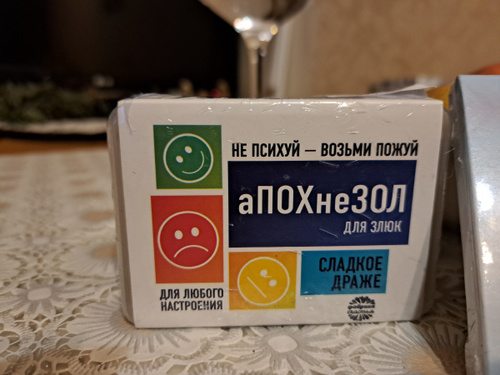 НЕ ПСИХУЙ – ВОЗЬМИ ПОЖУЙ
аПОХнеЗОЛ
ДЛЯ ЗЛЮК
СЛАДКОЕ
ДРАЖЕ
ДЛЯ ЛЮБОГО
НАСТРОЕНИЯ